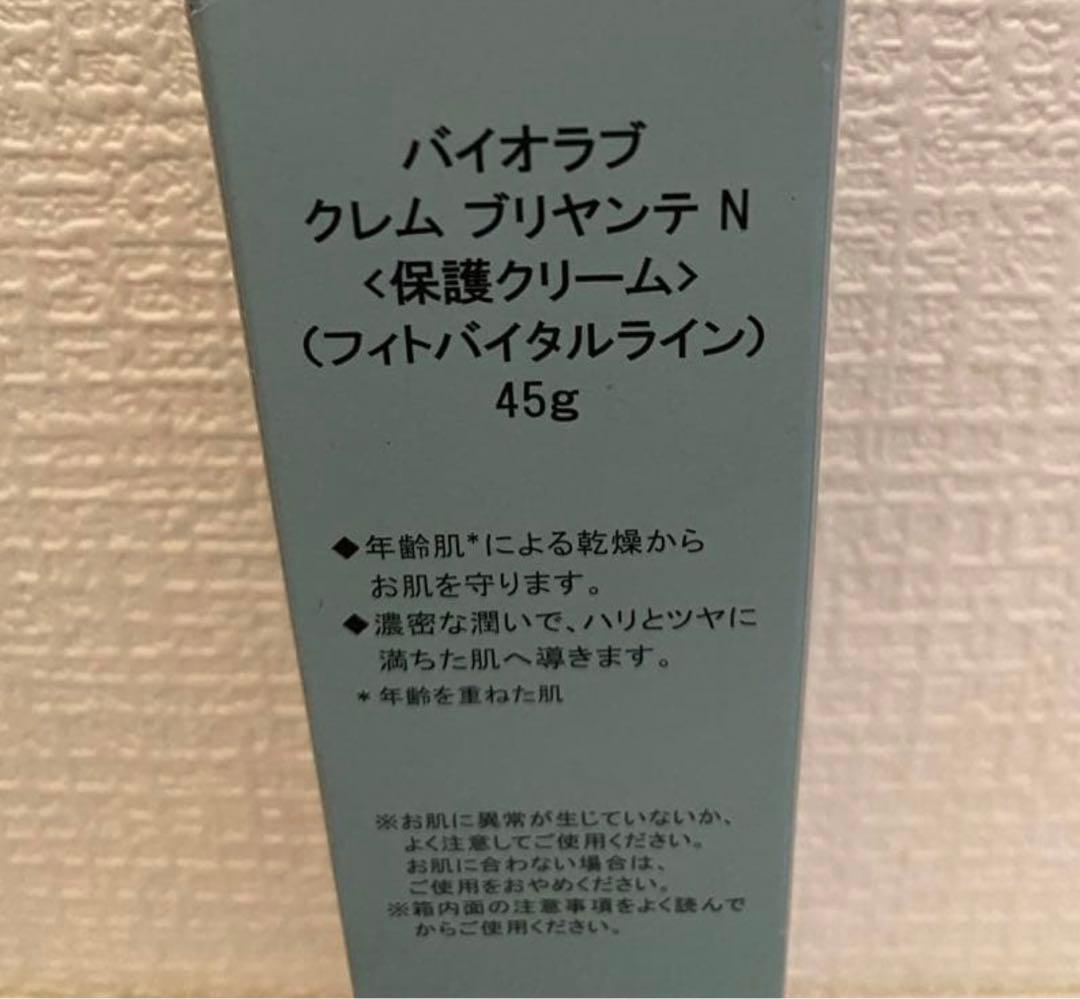 バイオラブ
クレム ブリヤンテ N
<保護クリーム>
(フィトバイタルライン)
45g
◆年齢肌*による乾燥から
お肌を守ります。
◆濃密な潤いで、ハリとツヤに
満ちた肌へ導きます。
*年齢を重ねた肌
※お肌に異常が生じていないか、
よく注意してご使用ください。
お肌に合わない場合は、
ご使用をおやめください。
※箱内面の注意事項をよく読んで
からご使用ください。